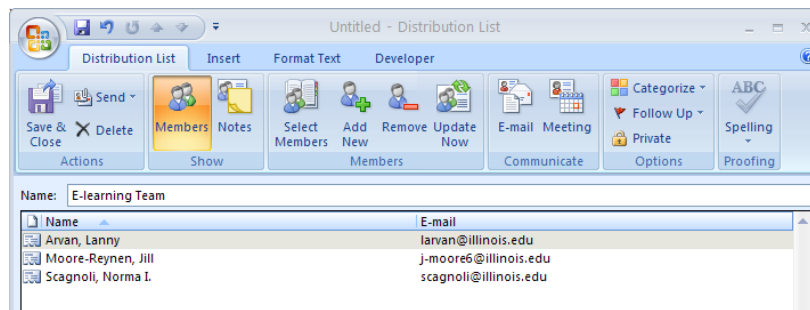 Untitled - Distribution List
Distribution List Insert Format Text Developer
Save & Close Send Delete Members Notes Select Members Add New Remove Update Now E-mail Meeting Categorize Follow Up Private ABC Spelling
Actions Show Members Communicate Options Proofing
Name: E-learning Team
Name E-mail
Arvan, Lanny larvan@illinois.edu
Moore-Reynen, Jill j-moore6@illinois.edu
Scagnoli, Norma I. scagnoli@illinois.edu